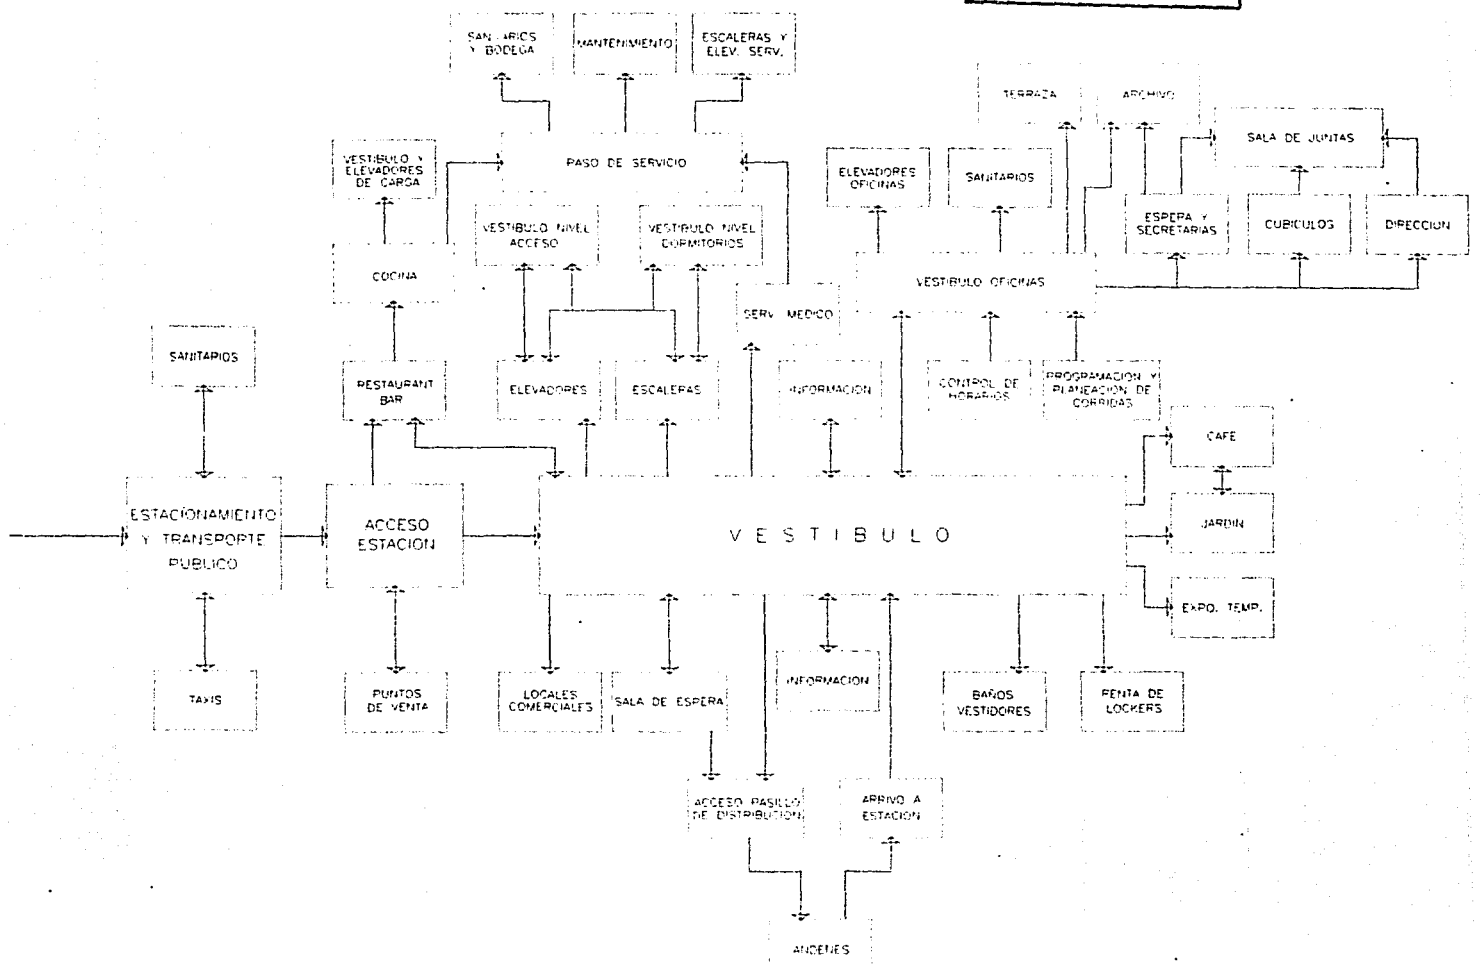 SANITARIOS
Y BODEGA
MANTENIMIENTO
ESCALERAS Y
ELEV. SERV.
TERRAZA
ARCHIVO
SALA DE JUNTAS
VESTIBULO Y
ELEVADORES
DE CARGA
PASO DE SERVICIO
ELEVADORES
OFICINAS
SANITARIOS
ESPERA Y
SECRETARIAS
CUBICULOS
DIRECCION
VESTIBULO NIVEL
ACCESO
VESTIBULO NIVEL
DORMITORIOS
COCINA
VESTIBULO OFICINAS
SERV. MEDICO
SANITARIOS
RESTAURANT
BAR
ELEVADORES
ESCALERAS
INFORMACION
CONTROL DE
HORARIOS
PROGRAMACION Y
PLANEACION DE
CORRIDAS
CAFE
ESTACIONAMIENTO
Y TRANSPORTE
PUBLICO
ACCESO
ESTACION
VESTIBULO
JARDIN
EXPO. TEMP.
TAXIS
PUNTOS
DE VENTA
LOCALES
COMERCIALES
SALA DE ESPERA
INFORMACION
BAÑOS
VESTIDORES
RENTA DE
LOCKERS
ACCESO PASILLO
DE DISTRIBUCION
ARRIVO A
ESTACION
ANDENES